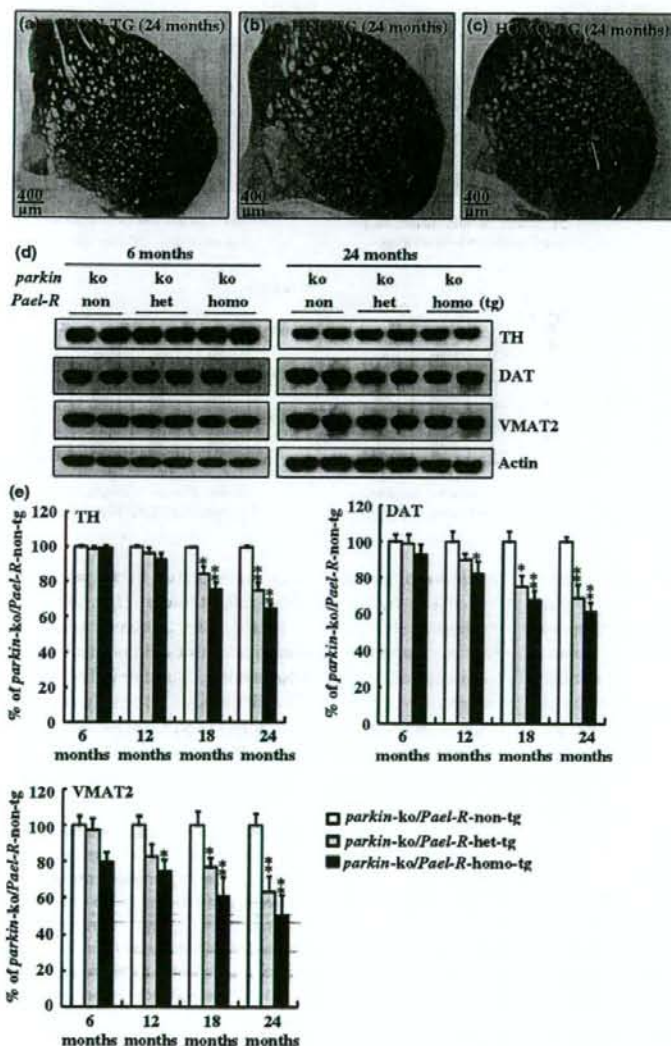 (a) NON-TG (24 months)
(b) (24 months)
(c) HOMO-TG (24 months)
400 µm
400 µm
400 µm
(d)
6 months 24 months
parkin ko ko ko ko ko ko
Pael-R non het homo non het homo (tg)
TH
DAT
VMAT2
Actin
(e)
TH
% of parkin-ko/Pael-R-non-tg
120
100
80
60
40
20
0
** ** ** **
6 months 12 months 18 months 24 months
DAT
% of parkin-ko/Pael-R-non-tg
120
100
80
60
40
20
0
* * ** ** **
6 months 12 months 18 months 24 months
VMAT2
% of parkin-ko/Pael-R-non-tg
120
100
80
60
40
20
0
* * ** ** **
6 months 12 months 18 months 24 months
parkin-ko/Pael-R-non-tg
parkin-ko/Pael-R-het-tg
parkin-ko/Pael-R-homo-tg